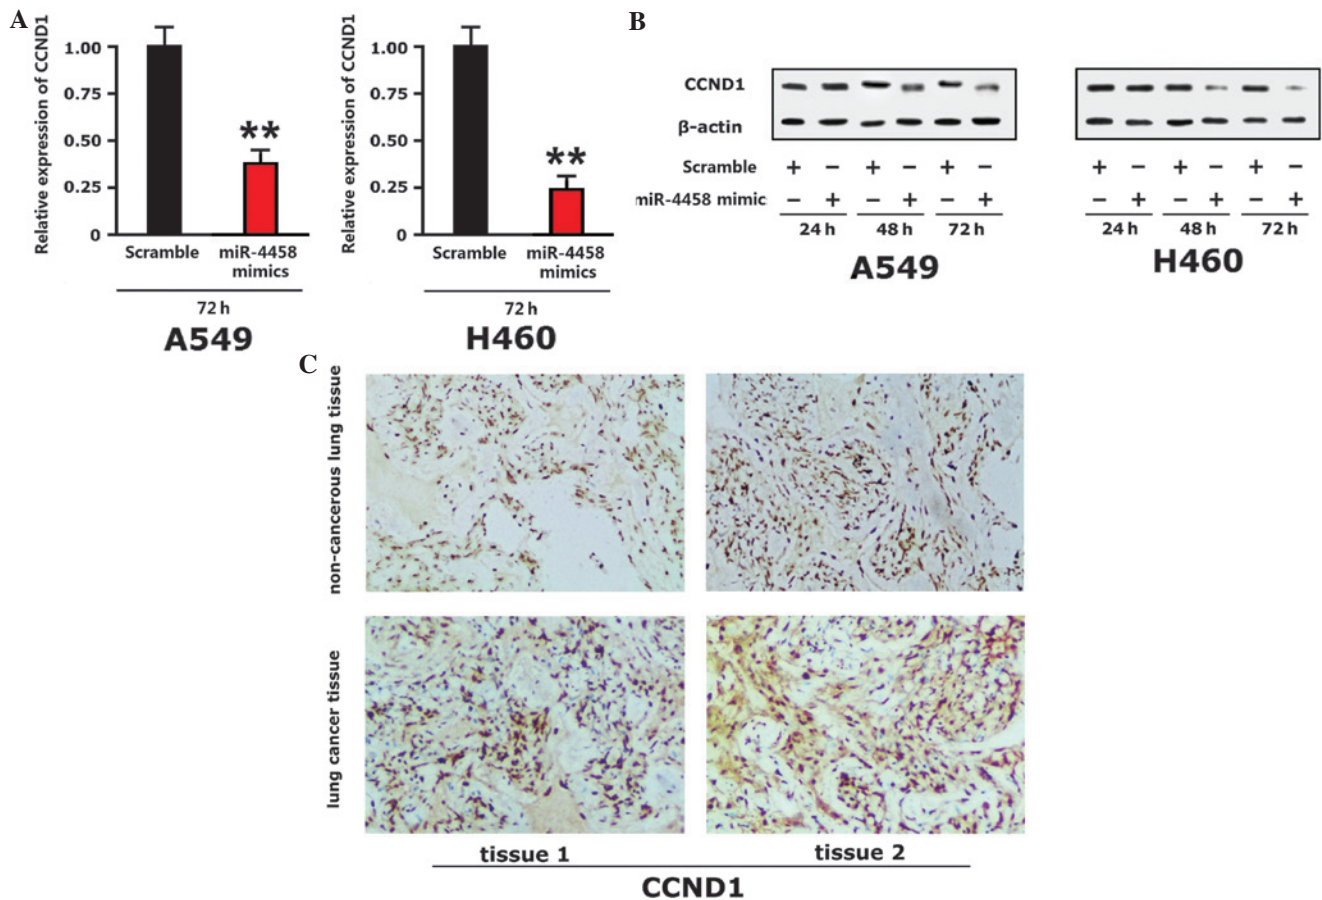 A
Relative expression of CCND1
1.00
0.75
0.50
0.25
0
**
Scramble
miR-4458
mimics
72 h
A549
Relative expression of CCND1
1.00
0.75
0.50
0.25
0
**
Scramble
miR-4458
mimics
72 h
H460
B
CCND1
β-actin
Scramble + − + − + − + − + − + −
miR-4458 mimic − + − + − + − + − + − +
24 h 48 h 72 h 24 h 48 h 72 h
A549 H460
C
non-cancerous lung tissue
lung cancer tissue
tissue 1 tissue 2
CCND1